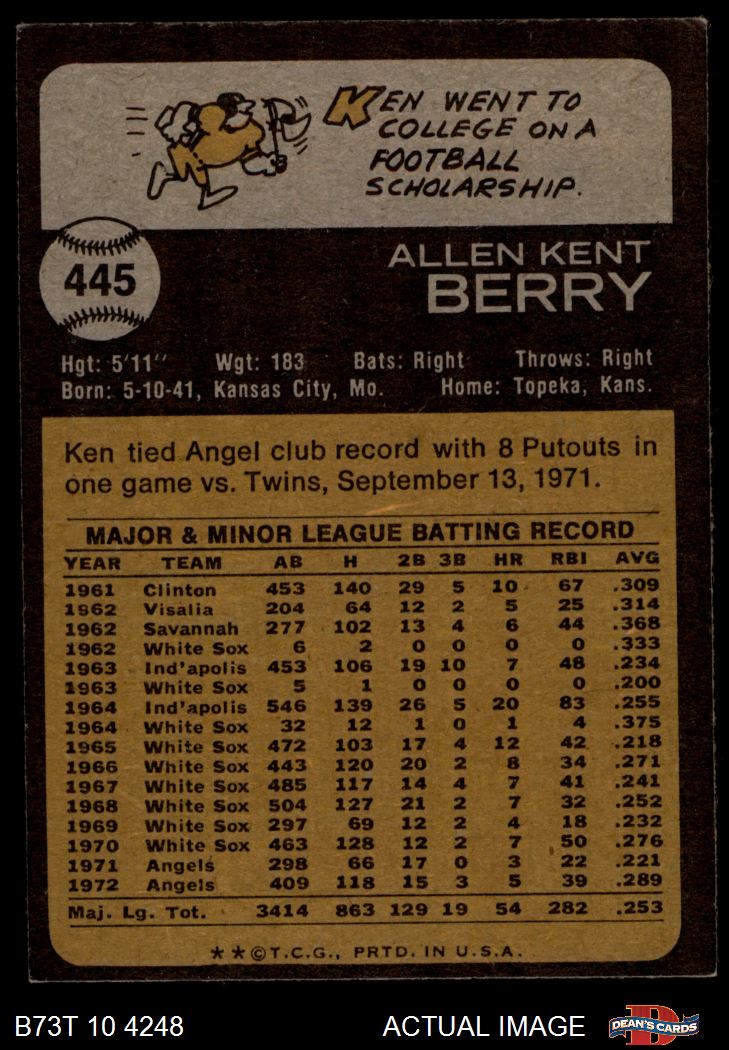 KEN WENT TO
COLLEGE ON A
FOOTBALL
SCHOLARSHIP.
445
ALLEN KENT
BERRY
Hgt: 5'11" Wgt: 183 Bats: Right Throws: Right
Born: 5-10-41, Kansas City, Mo. Home: Topeka, Kans.
Ken tied Angel club record with 8 Putouts in
one game vs. Twins, September 13, 1971.
MAJOR & MINOR LEAGUE BATTING RECORD
YEAR TEAM AB H 2B 3B HR RBI AVG
1961 Clinton 453 140 29 5 10 67 .309
1962 Visalia 204 64 12 2 5 25 .314
1962 Savannah 277 102 13 4 6 44 .368
1962 White Sox 6 2 0 0 0 0 .333
1963 Ind'apolis 453 106 19 10 7 48 .234
1963 White Sox 5 1 0 0 0 0 .200
1964 Ind'apolis 546 139 26 5 20 83 .255
1964 White Sox 32 12 1 0 1 4 .375
1965 White Sox 472 103 17 4 12 42 .218
1966 White Sox 443 120 20 2 8 34 .271
1967 White Sox 485 117 14 4 7 41 .241
1968 White Sox 504 127 21 2 7 32 .252
1969 White Sox 297 69 12 2 4 18 .232
1970 White Sox 463 128 12 2 7 50 .276
1971 Angels 298 66 17 0 3 22 .221
1972 Angels 409 118 15 3 5 39 .289
Maj. Lg. Tot. 3414 863 129 19 54 282 .253
★★©T.C.G., PRTD. IN U.S.A.
B73T 10 4248 ACTUAL IMAGE D DEAN'S CARDS